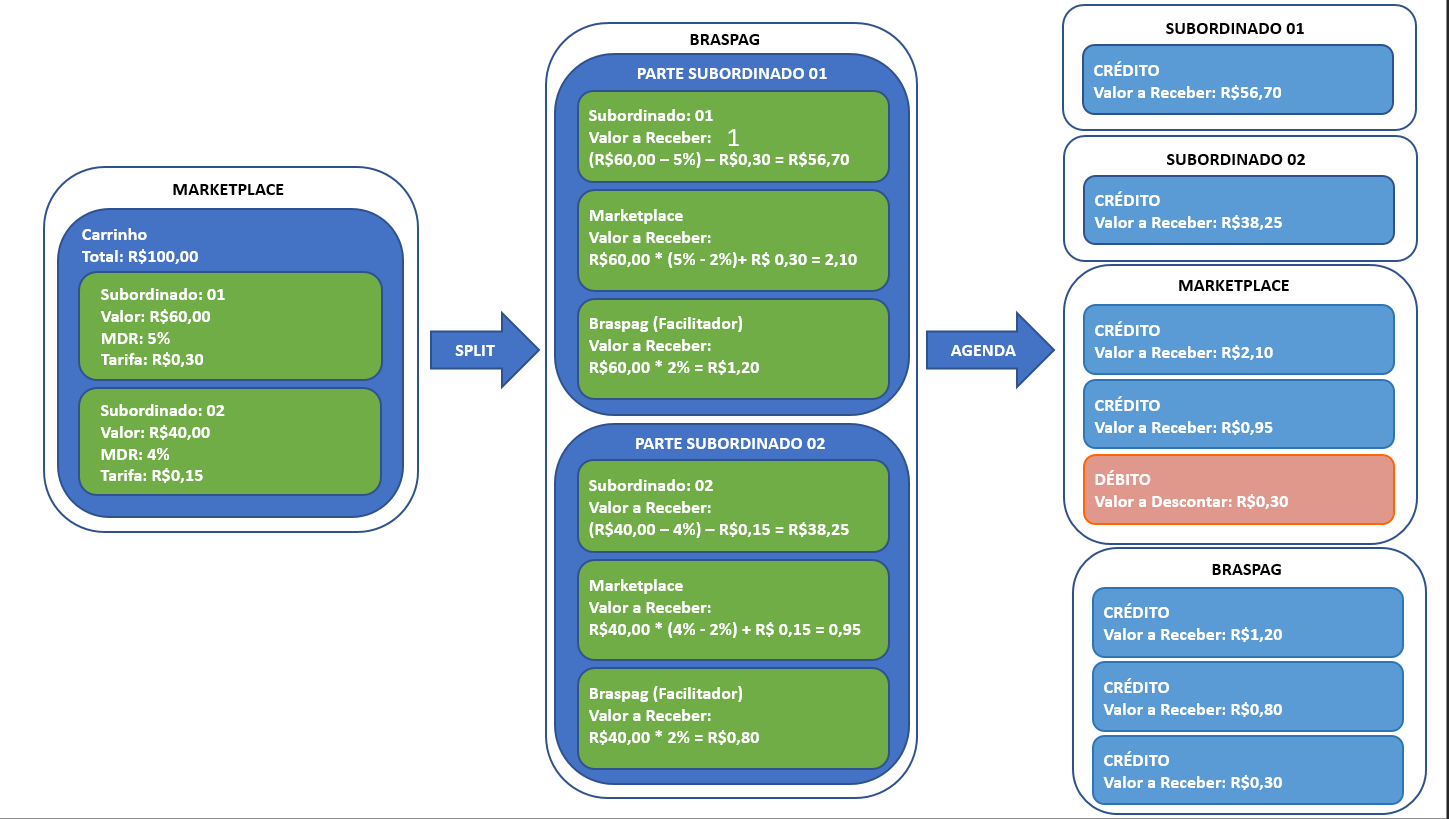 MARKETPLACE
Carrinho
Total: R$100,00
Subordinado: 01
Valor: R$60,00
MDR: 5%
Tarifa: R$0,30
Subordinado: 02
Valor: R$40,00
MDR: 4%
Tarifa: R$0,15
SPLIT
BRASPAG
PARTE SUBORDINADO 01
Subordinado: 01
Valor a Receber: 1
(R$60,00 – 5%) – R$0,30 = R$56,70
Marketplace
Valor a Receber:
R$60,00 * (5% - 2%)+ R$ 0,30 = 2,10
Braspag (Facilitador)
Valor a Receber:
R$60,00 * 2% = R$1,20
PARTE SUBORDINADO 02
Subordinado: 02
Valor a Receber:
(R$40,00 – 4%) – R$0,15 = R$38,25
Marketplace
Valor a Receber:
R$40,00 * (4% - 2%) + R$ 0,15 = 0,95
Braspag (Facilitador)
Valor a Receber:
R$40,00 * 2% = R$0,80
AGENDA
SUBORDINADO 01
CRÉDITO
Valor a Receber: R$56,70
SUBORDINADO 02
CRÉDITO
Valor a Receber: R$38,25
MARKETPLACE
CRÉDITO
Valor a Receber: R$2,10
CRÉDITO
Valor a Receber: R$0,95
DÉBITO
Valor a Descontar: R$0,30
BRASPAG
CRÉDITO
Valor a Receber: R$1,20
CRÉDITO
Valor a Receber: R$0,80
CRÉDITO
Valor a Receber: R$0,30